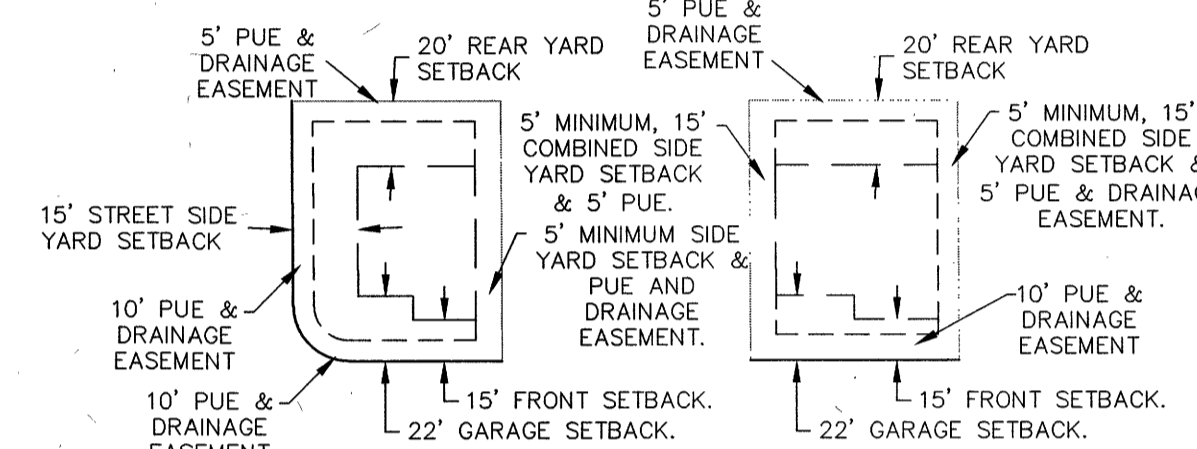 5' PUE &
DRAINAGE
EASEMENT
20' REAR YARD
SETBACK
15' STREET SIDE
YARD SETBACK
10' PUE &
DRAINAGE
EASEMENT
10' PUE &
DRAINAGE
EASEMENT
5' MINIMUM SIDE
YARD SETBACK &
PUE AND
DRAINAGE
EASEMENT.
15' FRONT SETBACK.
22' GARAGE SETBACK.
5' PUE &
DRAINAGE
EASEMENT
20' REAR YARD
SETBACK
5' MINIMUM, 15'
COMBINED SIDE
YARD SETBACK
& 5' PUE.
5' MINIMUM, 15'
COMBINED SIDE
YARD SETBACK &
5' PUE & DRAINAG
EASEMENT.
10' PUE &
DRAINAGE
EASEMENT
15' FRONT SETBACK.
22' GARAGE SETBACK.